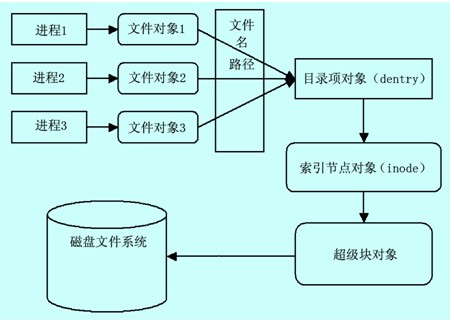 进程1
文件对象1
文件
名
路径
进程2
文件对象2
目录项对象（dentry）
进程3
文件对象3
索引节点对象（inode）
磁盘文件系统
超级块对象